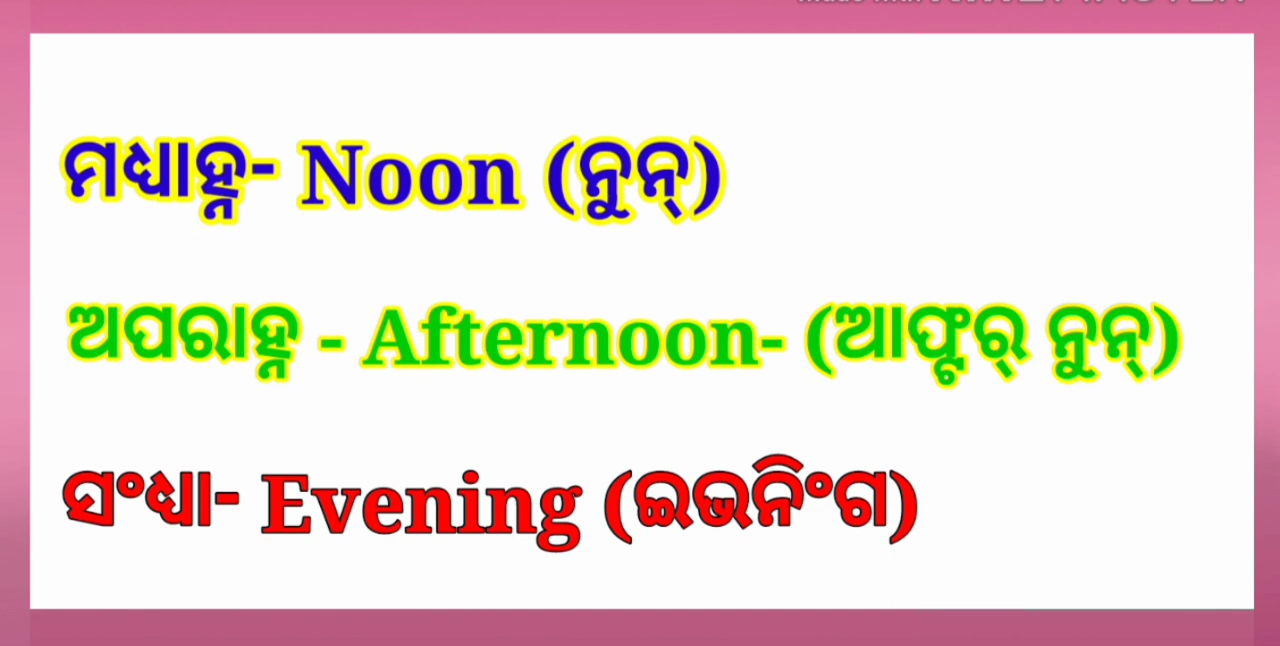 ମଧ୍ୟାହ୍ନ- Noon (ନୁନ୍)
ଅପରାହ୍ନ - Afternoon- (ଆଫ୍ଟର୍ ନୁନ୍)
ସଂଧ୍ୟା- Evening (ଇଭନିଂଗ)